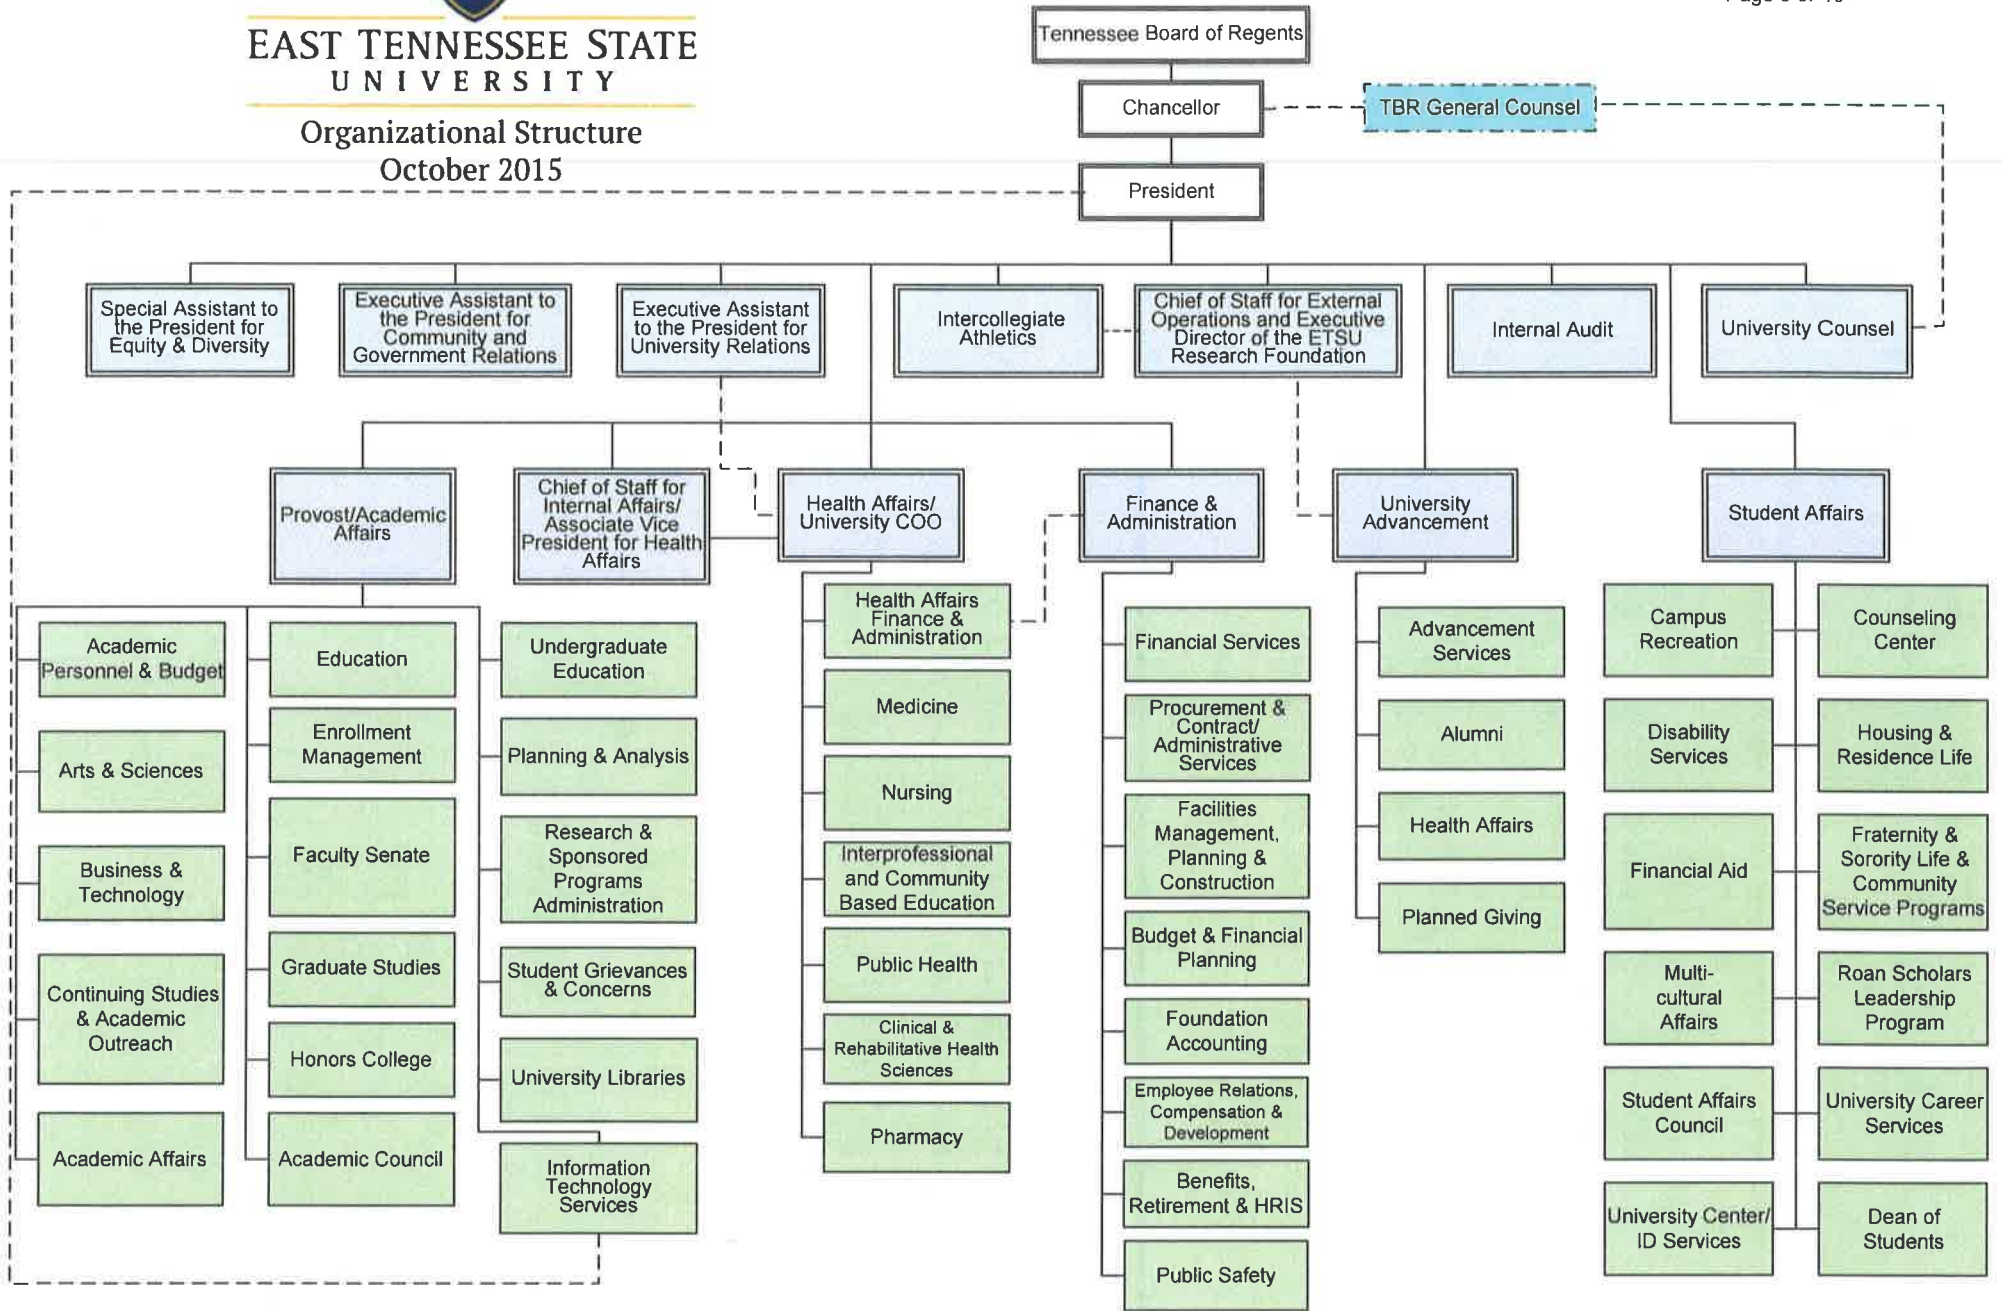 EAST TENNESSEE STATE
UNIVERSITY
Organizational Structure
October 2015
Tennessee Board of Regents
Chancellor
TBR General Counsel
President
Special Assistant to
the President for
Equity & Diversity
Executive Assistant to
the President for
Community and
Government Relations
Executive Assistant
to the President for
University Relations
Intercollegiate
Athletics
Chief of Staff for External
Operations and Executive
Director of the ETSU
Research Foundation
Internal Audit
University Counsel
Provost/Academic
Affairs
Chief of Staff for
Internal Affairs/
Associate Vice
President for Health
Affairs
Health Affairs/
University COO
Finance &
Administration
University
Advancement
Student Affairs
Academic
Personnel & Budget
Arts & Sciences
Business &
Technology
Continuing Studies
& Academic
Outreach
Academic Affairs
Education
Enrollment
Management
Faculty Senate
Graduate Studies
Honors College
Academic Council
Undergraduate
Education
Planning & Analysis
Research &
Sponsored
Programs
Administration
Student Grievances
& Concerns
University Libraries
Information
Technology
Services
Health Affairs
Finance &
Administration
Medicine
Nursing
Interprofessional
and Community
Based Education
Public Health
Clinical &
Rehabilitative Health
Sciences
Pharmacy
Financial Services
Procurement &
Contract/
Administrative
Services
Facilities
Management,
Planning &
Construction
Budget & Financial
Planning
Foundation
Accounting
Employee Relations,
Compensation &
Development
Benefits,
Retirement & HRIS
Public Safety
Advancement
Services
Alumni
Health Affairs
Planned Giving
Campus
Recreation
Disability
Services
Financial Aid
Multi-
cultural
Affairs
Student Affairs
Council
University Center/
ID Services
Counseling
Center
Housing &
Residence Life
Fraternity &
Sorority Life &
Community
Service Programs
Roan Scholars
Leadership
Program
University Career
Services
Dean of
Students